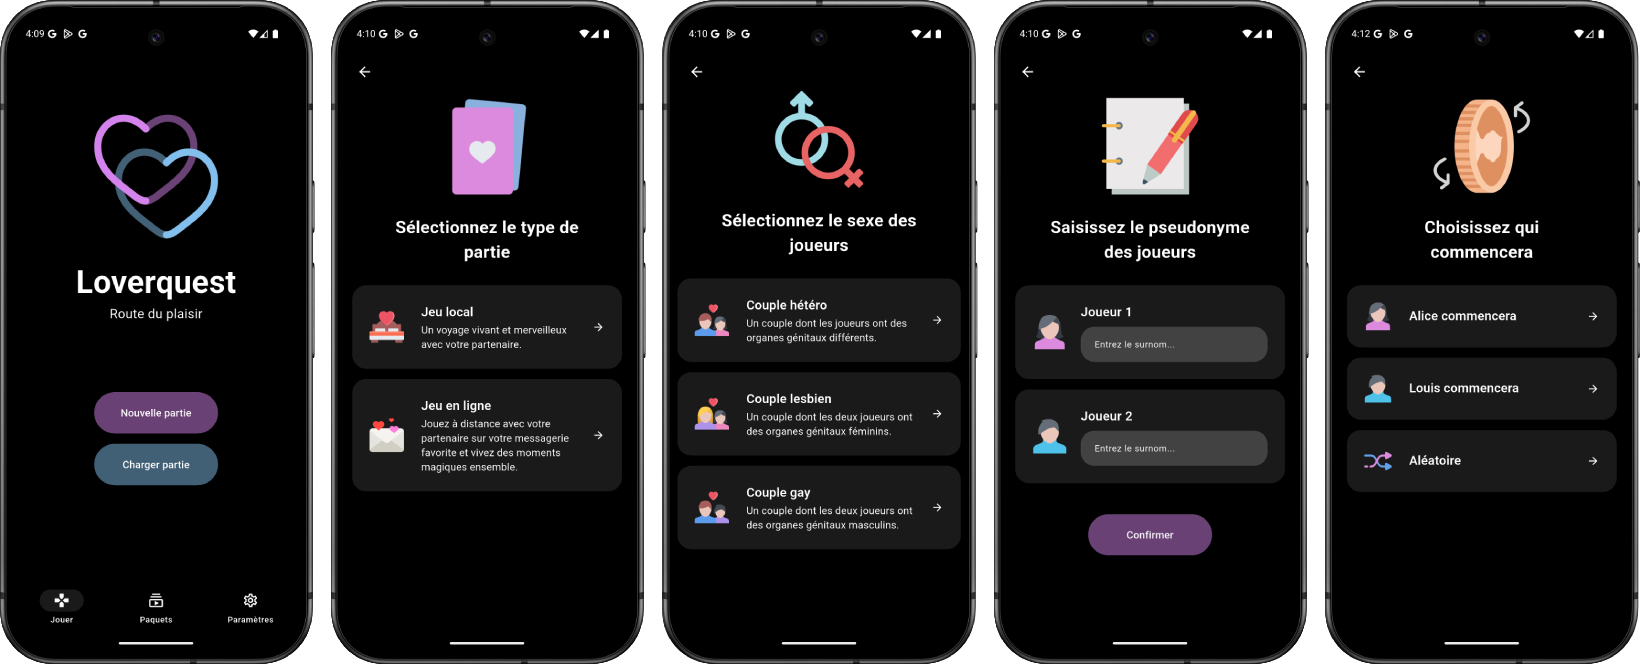 4:09 G G
Loverquest
Route du plaisir
Nouvelle partie
Charger partie
Jouer
Paquets
Paramètres
4:10 G G
Sélectionnez le type de
partie
Jeu local
Un voyage vivant et merveilleux
avec votre partenaire.
Jeu en ligne
Jouez à distance avec votre
partenaire sur votre messagerie
favorite et vivez des moments
magiques ensemble.
4:10 G G
Sélectionnez le sexe des
joueurs
Couple hétéro
Un couple dont les joueurs ont des
organes génitaux différents.
Couple lesbien
Un couple dont les deux joueurs ont
des organes génitaux féminins.
Couple gay
Un couple dont les deux joueurs ont
des organes génitaux masculins.
4:10 G G
Saisissez le pseudonyme
des joueurs
Joueur 1
Entrez le surnom...
Joueur 2
Entrez le surnom...
Confirmer
4:12 G G
Choisissez qui
commencera
Alice commencera
Louis commencera
Aléatoire